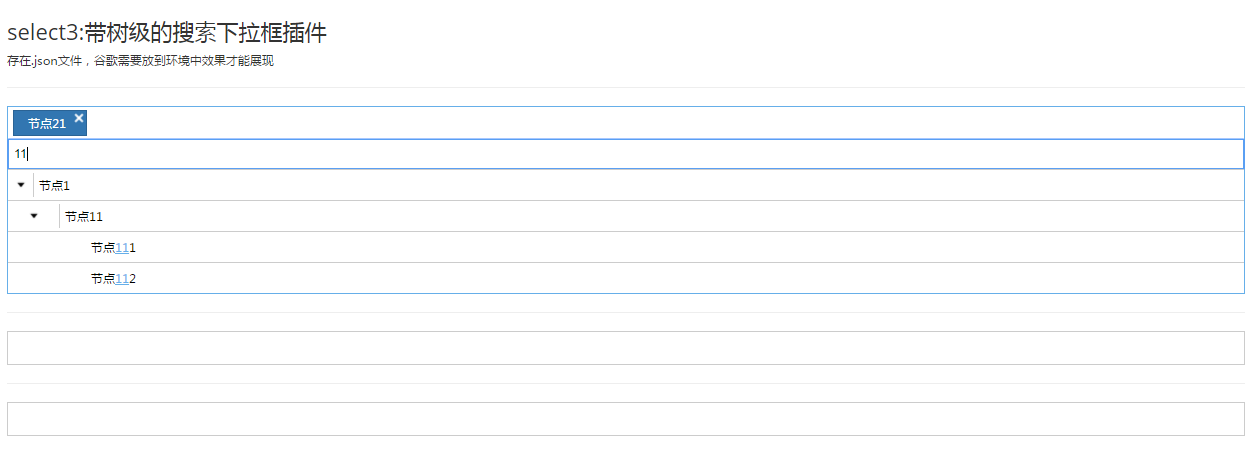 select3:带树级的搜索下拉框插件
存在.json文件，谷歌需要放到环境中效果才能展现
节点21
11
节点1
节点11
节点111
节点112